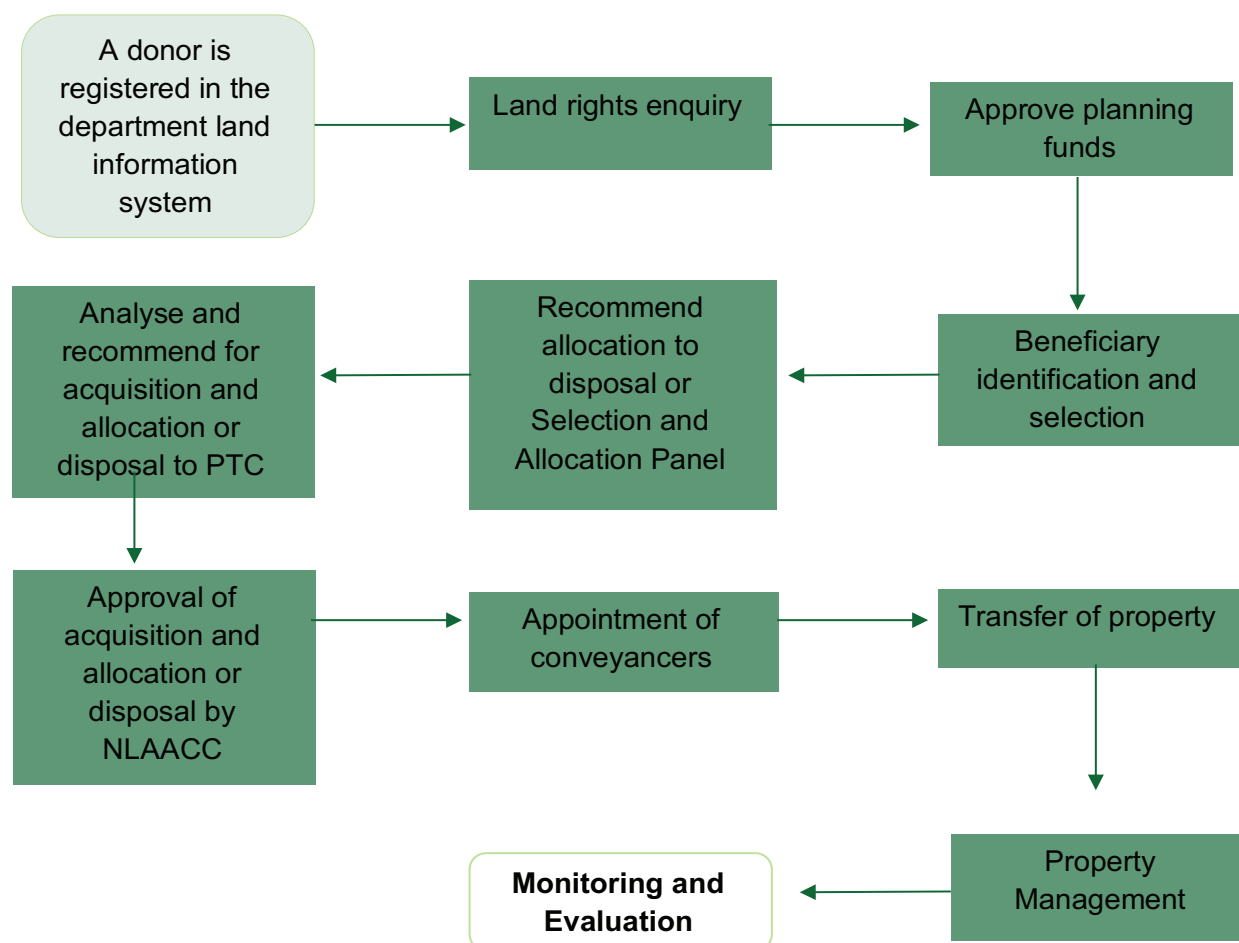 A donor is
registered in the
department land
information
system
Land rights enquiry
Approve planning
funds
Beneficiary
identification and
selection
Recommend
allocation to
disposal or
Selection and
Allocation Panel
Analyse and
recommend for
acquisition and
allocation or
disposal to PTC
Approval of
acquisition and
allocation or
disposal by
NLAACC
Appointment of
conveyancers
Transfer of property
Property
Management
Monitoring and
Evaluation